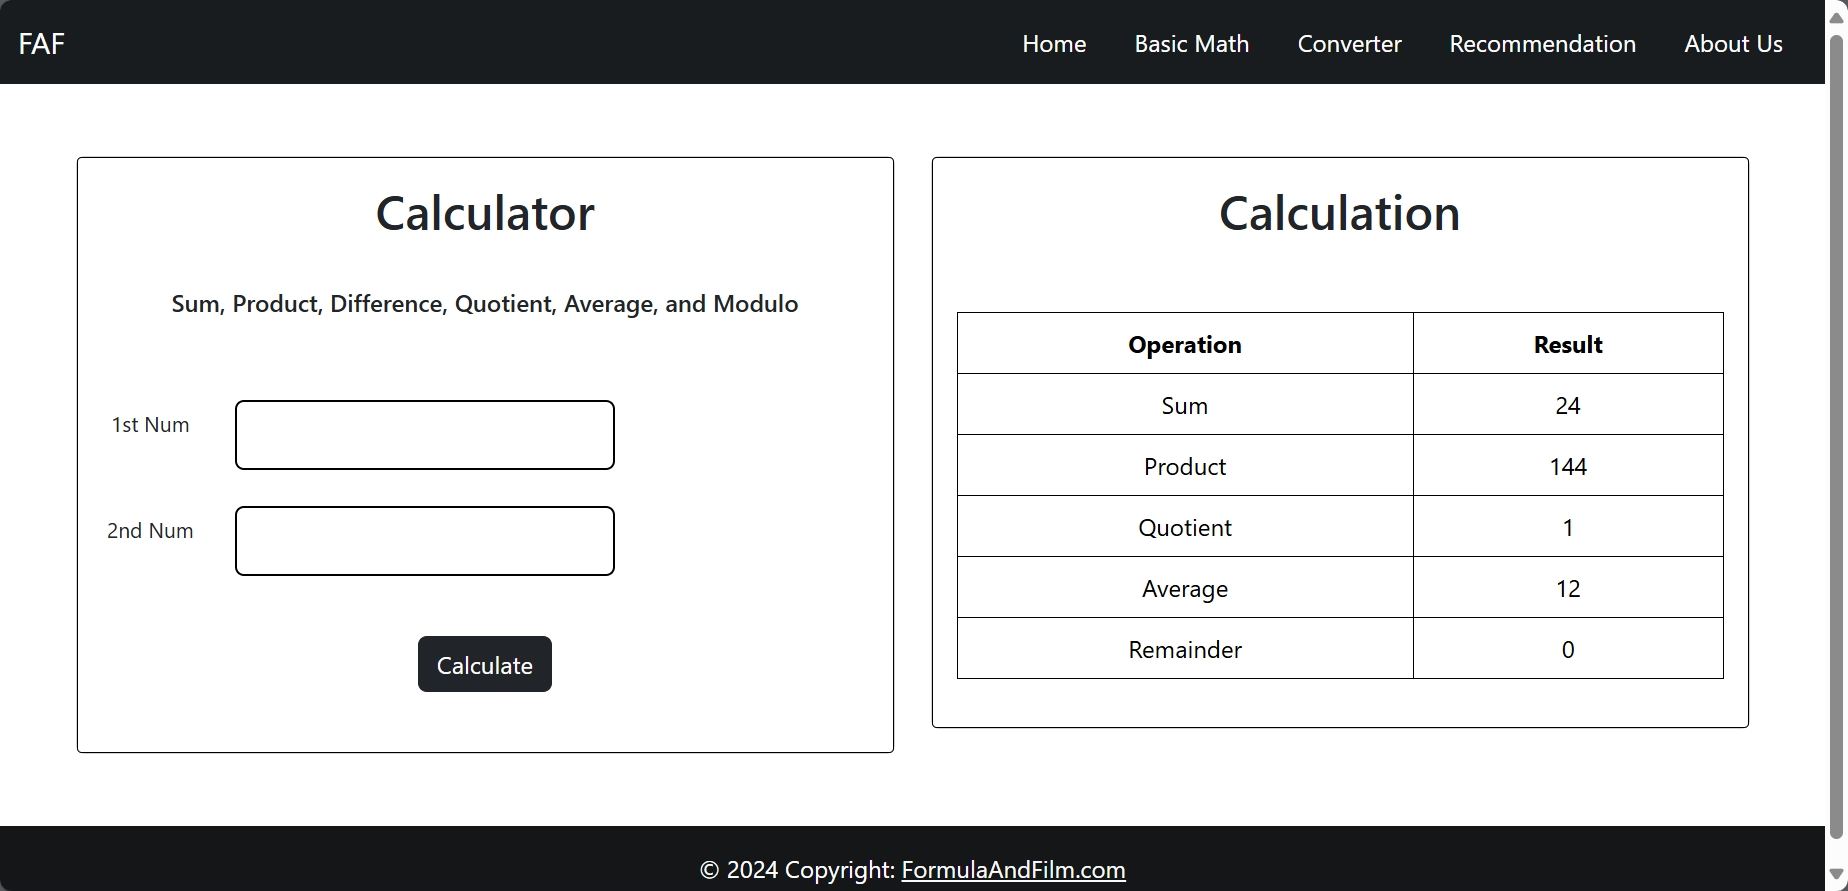 FAF Home Basic Math Converter Recommendation About Us
Calculator
Sum, Product, Difference, Quotient, Average, and Modulo
1st Num
2nd Num
Calculate
Calculation
Operation Result
Sum 24
Product 144
Quotient 1
Average 12
Remainder 0
© 2024 Copyright: FormulaAndFilm.com